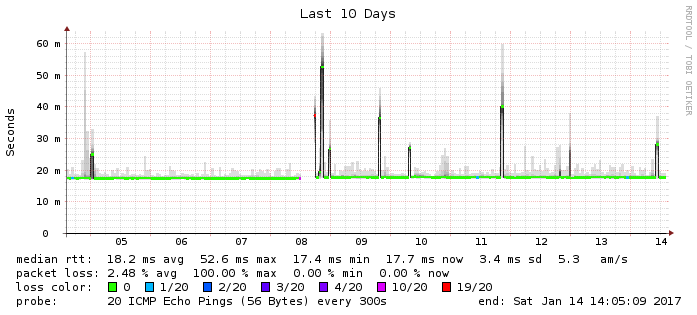 Last 10 Days
RRDTOOL / TOBI OETIKER
Seconds
60 m
50 m
40 m
30 m
20 m
10 m
0
05 06 07 08 09 10 11 12 13 14
median rtt: 18.2 ms avg 52.6 ms max 17.4 ms min 17.7 ms now 3.4 ms sd 5.3 am/s
packet loss: 2.48 % avg 100.00 % max 0.00 % min 0.00 % now
loss color: 0 1/20 2/20 3/20 4/20 10/20 19/20
probe: 20 ICMP Echo Pings (56 Bytes) every 300s end: Sat Jan 14 14:05:09 2017